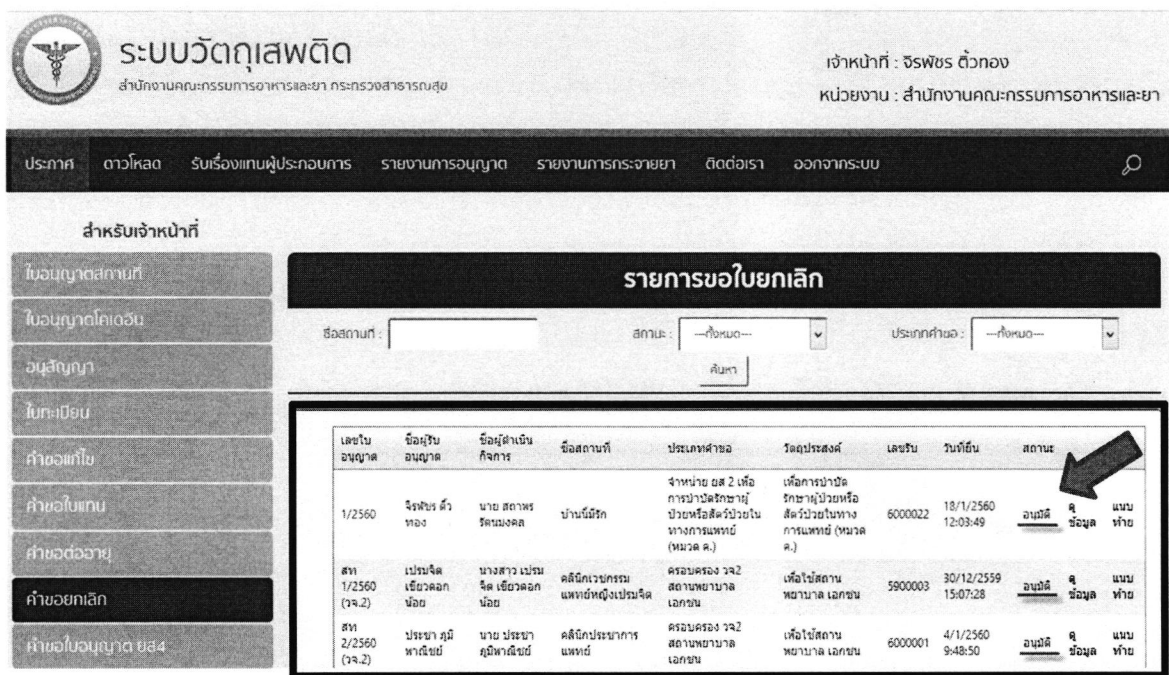 ระบบวัตถุเสพติด
สำนักงานคณะกรรมการอาหารและยา กระทรวงสาธารณสุข
เจ้าหน้าที่ : จิรพัชร ติ้วทอง
หน่วยงาน : สำนักงานคณะกรรมการอาหารและยา
ประกาศ ดาวโหลด รับเรื่องแทนผู้ประกอบการ รายงานการอนุญาต รายงานการกระจายยา ติดต่อเรา ออกจากระบบ
สำหรับเจ้าหน้าที่
ใบอนุญาตสถานที่
ใบอนุญาตโคเดอีน
อนุสัญญา
ใบทะเบียน
คำขอแก้ไข
คำขอใบแทน
คำขอต่ออายุ
คำขอยกเลิก
คำขอใบอนุญาต ยส4
รายการขอใบยกเลิก
ชื่อสถานที่ : สถานะ : ---ทั้งหมด--- ประเภทคำขอ : ---ทั้งหมด---
ค้นหา
เลขใบ ชื่อผู้รับ ชื่อผู้ดำเนิน ชื่อสถานที่ ประเภทคำขอ วัตถุประสงค์ เลขรับ วันที่ยื่น สถานะ
อนุญาต อนุญาต กิจการ
จำหน่าย ยส 2 เพื่อ เพื่อการบำบัด
การบำบัดรักษาผู้ รักษาผู้ป่วยหรือ
1/2560 จิรพัชร ติ้ว นาย สถาพร บ้านนี้มีรัก ป่วยหรือสัตว์ป่วยใน สัตว์ป่วยในทาง 6000022 18/1/2560 อนุมัติ ดู แนบ
ทอง รัตนมงคล ทางการแพทย์ การแพทย์ (หมวด 12:03:49 ข้อมูล ท้าย
(หมวด ค.) ค.)
สท เปรมจิต นางสาว เปรม คลินิกเวชกรรม ครอบครอง วจ2 เพื่อใช้สถาน 5900003 30/12/2559 อนุมัติ ดู แนบ
1/2560 เขียวดอก จิต เขียวดอก แพทย์หญิงเปรมจิต สถานพยาบาล พยาบาล เอกชน 15:07:28 ข้อมูล ท้าย
(วจ.2) น้อย น้อย เอกชน
สท ประชา ภูมิ นาย ประชา คลินิกประชาการ ครอบครอง วจ2 เพื่อใช้สถาน 6000001 4/1/2560 อนุมัติ ดู แนบ
2/2560 พาณิชย์ ภูมิพาณิชย์ แพทย์ สถานพยาบาล พยาบาล เอกชน 9:48:50 ข้อมูล ท้าย
(วจ.2) เอกชน